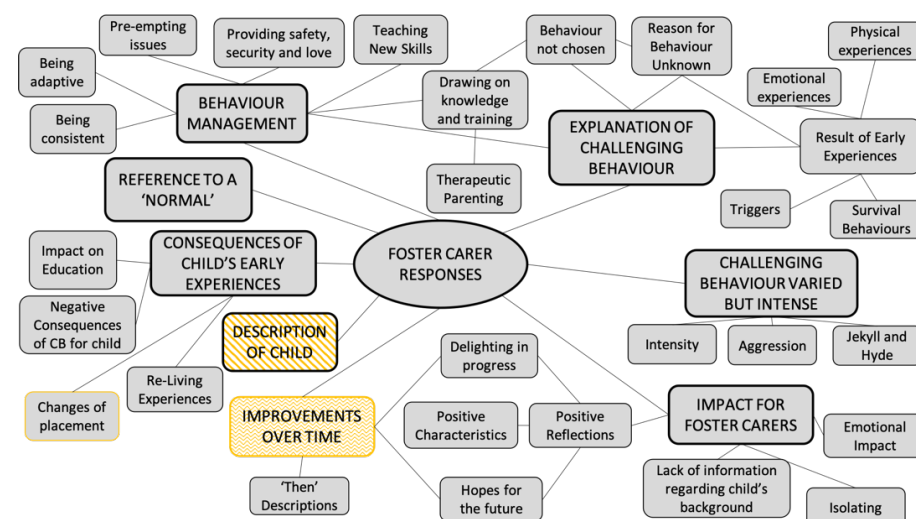 Pre-empting
issues
Providing safety,
security and love
Teaching
New Skills
Behaviour
not chosen
Reason for
Behaviour
Unknown
Physical
experiences
Being
adaptive
BEHAVIOUR
MANAGEMENT
Drawing on
knowledge
and training
Emotional
experiences
Being
consistent
EXPLANATION OF
CHALLENGING
BEHAVIOUR
Result of Early
Experiences
REFERENCE TO A
‘NORMAL’
Therapeutic
Parenting
Triggers
Survival
Behaviours
Impact on
Education
CONSEQUENCES OF
CHILD’S EARLY
EXPERIENCES
FOSTER CARER
RESPONSES
CHALLENGING
BEHAVIOUR VARIED
BUT INTENSE
Negative
Consequences
of CB for child
DESCRIPTION
OF CHILD
Delighting in
progress
Intensity
Aggression
Jekyll and
Hyde
Changes of
placement
Re-Living
Experiences
IMPROVEMENTS
OVER TIME
Positive
Characteristics
Positive
Reflections
IMPACT FOR
FOSTER CARERS
Emotional
Impact
‘Then’
Descriptions
Hopes for
the future
Lack of information
regarding child’s
background
Isolating